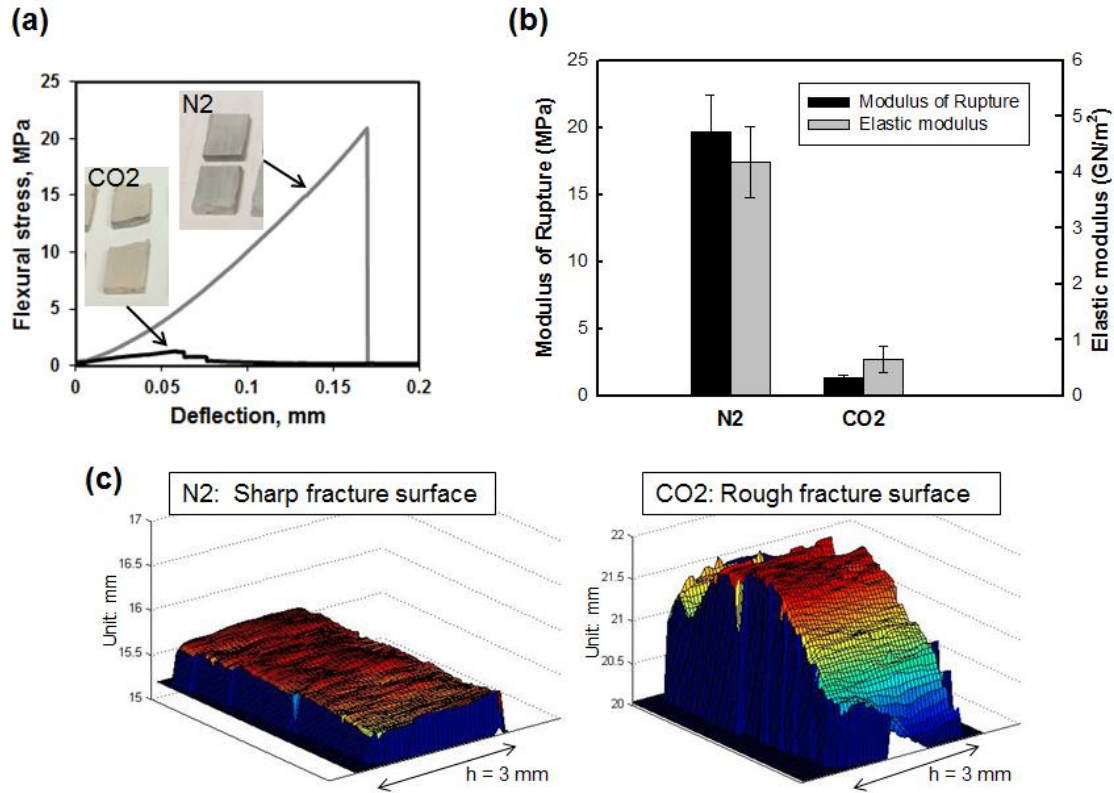 (a)
25
20
15
10
5
0
Flexural stress, MPa
N2
CO2
0
0.05
0.1
0.15
0.2
Deflection, mm
(b)
25
20
15
10
5
0
Modulus of Rupture (MPa)
Modulus of Rupture
Elastic modulus
6
5
4
3
2
1
0
Elastic modulus (GN/m²)
N2
CO2
(c)
N2: Sharp fracture surface
17
16.5
16
15.5
15
Unit: mm
h = 3 mm
CO2: Rough fracture surface
22
21.5
21
20.5
20
Unit: mm
h = 3 mm